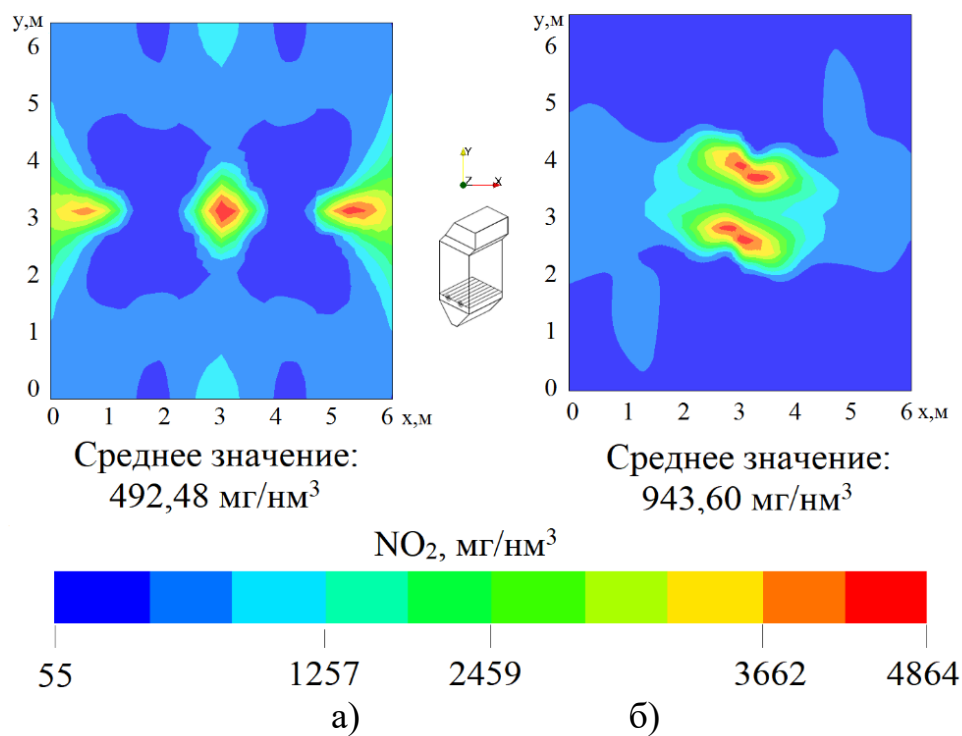 у,м
6
5
4
3
2
1
0
0 1 2 3 4 5 6 х,м
Среднее значение:
492,48 мг/нм³
Y
Z X
у,м
6
5
4
3
2
1
0
0 1 2 3 4 5 6 х,м
Среднее значение:
943,60 мг/нм³
NO₂, мг/нм³
55 1257 2459 3662 4864
а) б)